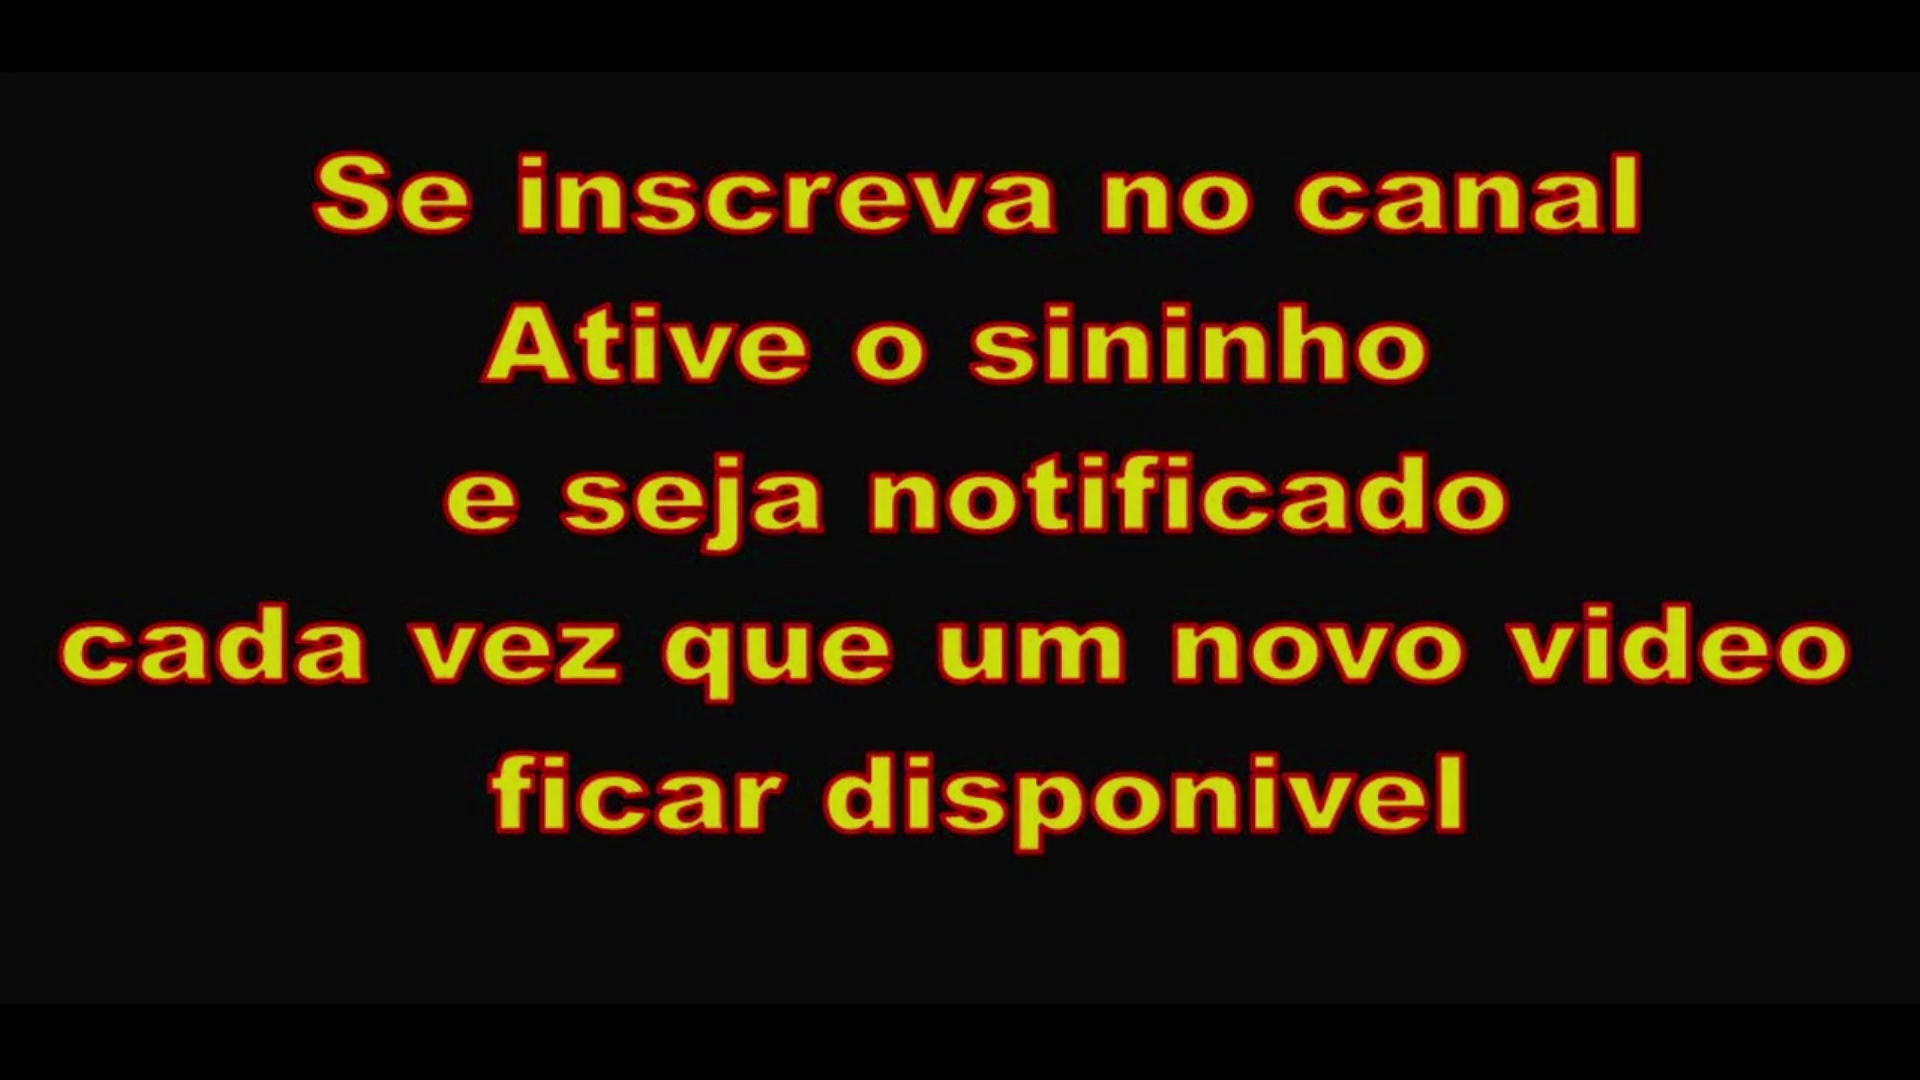 Se inscreva no canal
Ative o sininho
e seja notificado
cada vez que um novo video
ficar disponivel